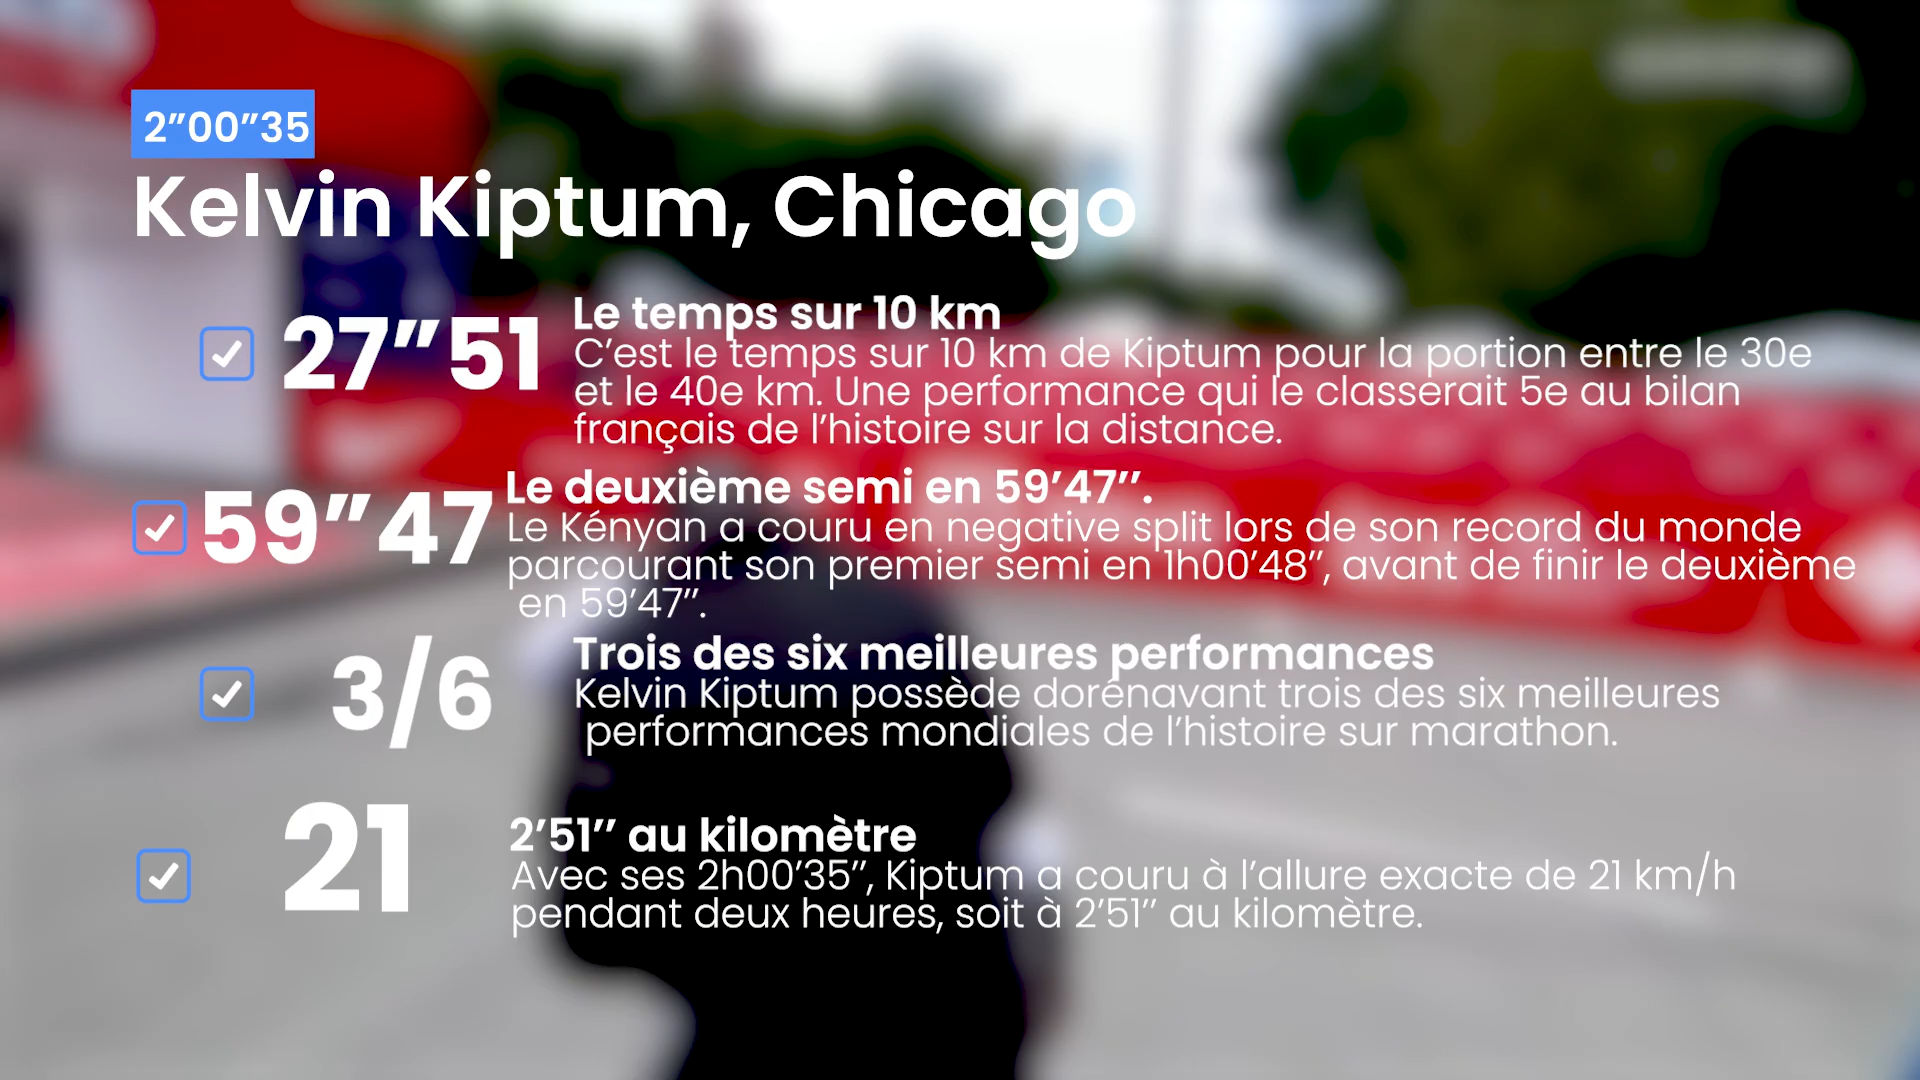 2”00”35
Kelvin Kiptum, Chicago
27”51
Le temps sur 10 km
C’est le temps sur 10 km de Kiptum pour la portion entre le 30e
et le 40e km. Une performance qui le classerait 5e au bilan
français de l’histoire sur la distance.
59”47
Le deuxième semi en 59’47’’.
Le Kényan a couru en negative split lors de son record du monde
parcourant son premier semi en 1h00’48’’, avant de finir le deuxième
en 59’47’’.
3/6
Trois des six meilleures performances
Kelvin Kiptum possède dorénavant trois des six meilleures
performances mondiales de l’histoire sur marathon.
21
2’51’’ au kilomètre
Avec ses 2h00’35’’, Kiptum a couru à l’allure exacte de 21 km/h
pendant deux heures, soit à 2’51’’ au kilomètre.